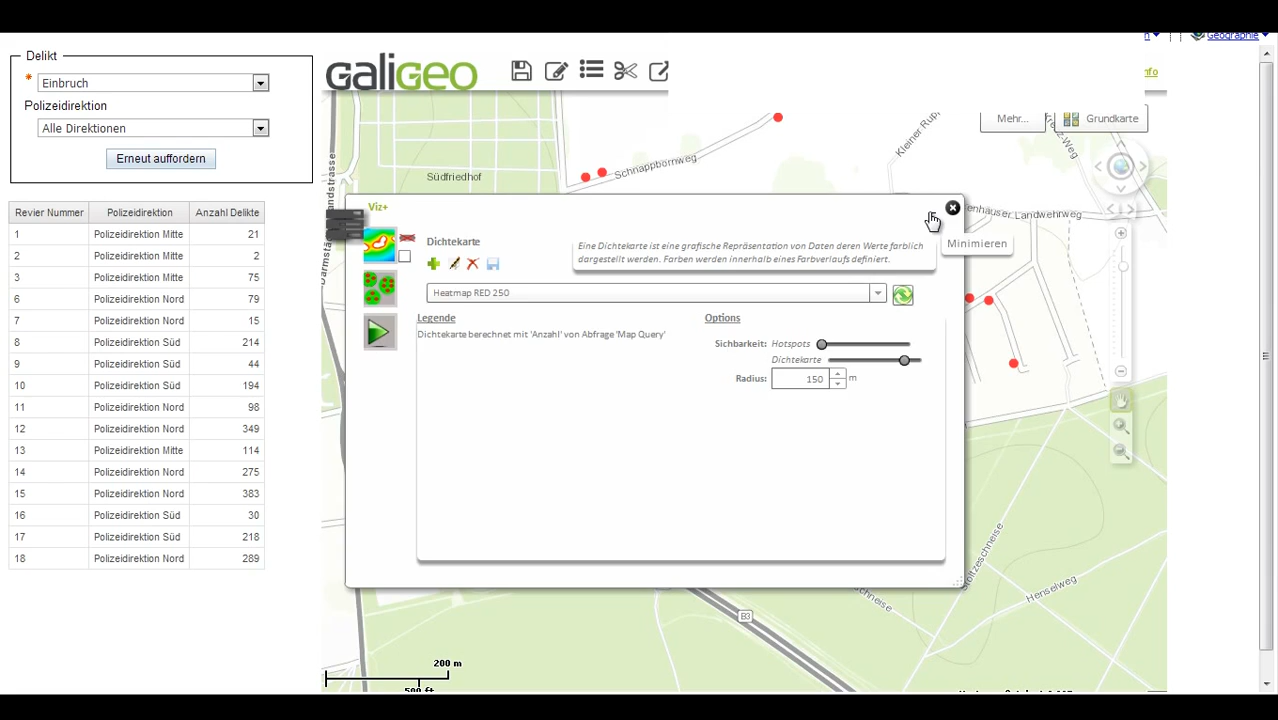 Geographie
Delikt
* Einbruch
Polizeidirektion
Alle Direktionen
Erneut auffordern
Revier Nummer Polizeidirektion Anzahl Delikte
1 Polizeidirektion Mitte 21
2 Polizeidirektion Mitte 2
3 Polizeidirektion Mitte 75
6 Polizeidirektion Nord 79
7 Polizeidirektion Nord 15
8 Polizeidirektion Süd 214
9 Polizeidirektion Süd 44
10 Polizeidirektion Süd 194
11 Polizeidirektion Nord 98
12 Polizeidirektion Nord 349
13 Polizeidirektion Mitte 114
14 Polizeidirektion Nord 275
15 Polizeidirektion Nord 383
16 Polizeidirektion Süd 30
17 Polizeidirektion Süd 218
18 Polizeidirektion Nord 289
galigeo
Mehr...
Grundkarte
Südfriedhof
Schnappbornweg
Viz+
Minimieren
Dichtekarte
Eine Dichtekarte ist eine grafische Repräsentation von Daten deren Werte farblich
dargestellt werden. Farben werden innerhalb eines Farbverlaufs definiert.
Heatmap RED 250
Legende
Dichtekarte berechnet mit 'Anzahl' von Abfrage 'Map Query'
Options
Sichbarkeit: Hotspots
Dichtekarte
Radius: 150 m
B3
Henselweg
200 m
500 ft